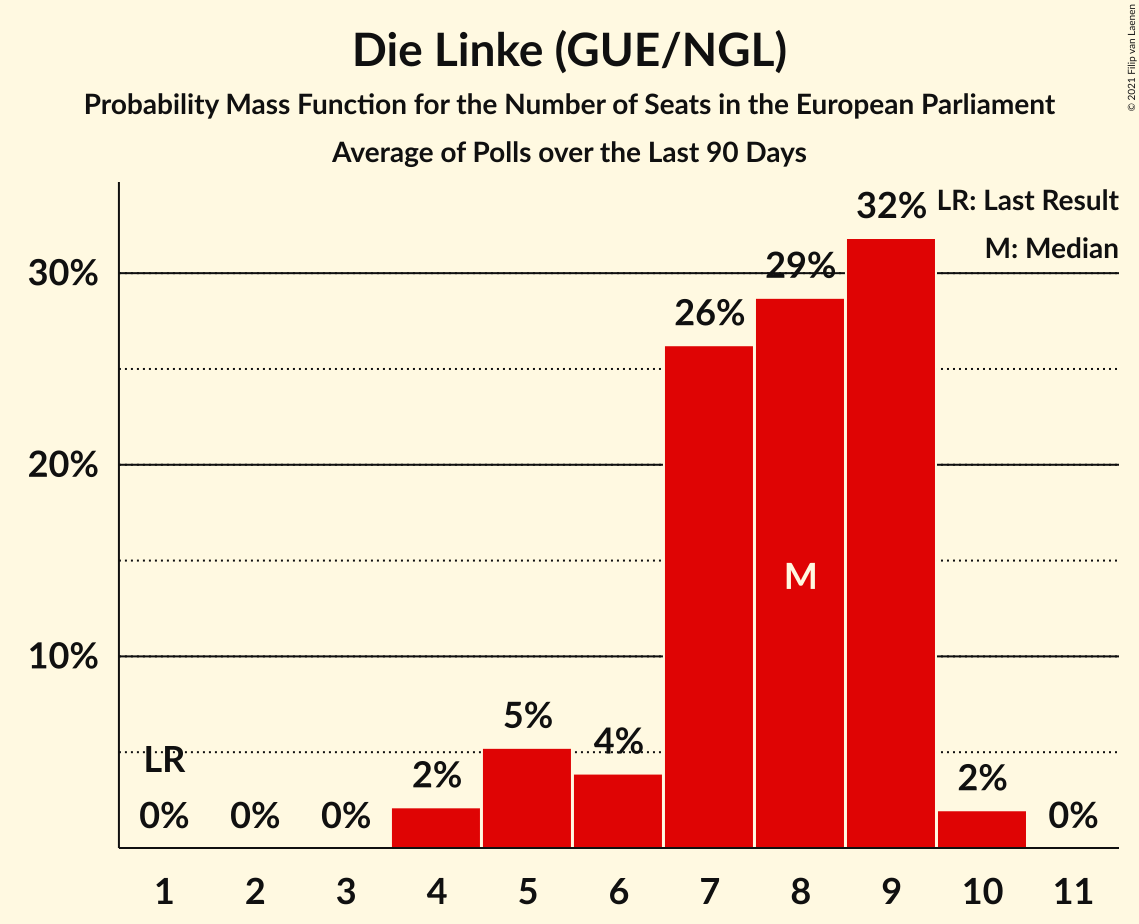 Die Linke (GUE/NGL)
Probability Mass Function for the Number of Seats in the European Parliament
Average of Polls over the Last 90 Days
© 2021 Filip van Laenen
LR: Last Result
M: Median
30%
20%
10%
LR
0%
0%
0%
2%
5%
4%
26%
29%
32%
2%
0%
M
1 2 3 4 5 6 7 8 9 10 11